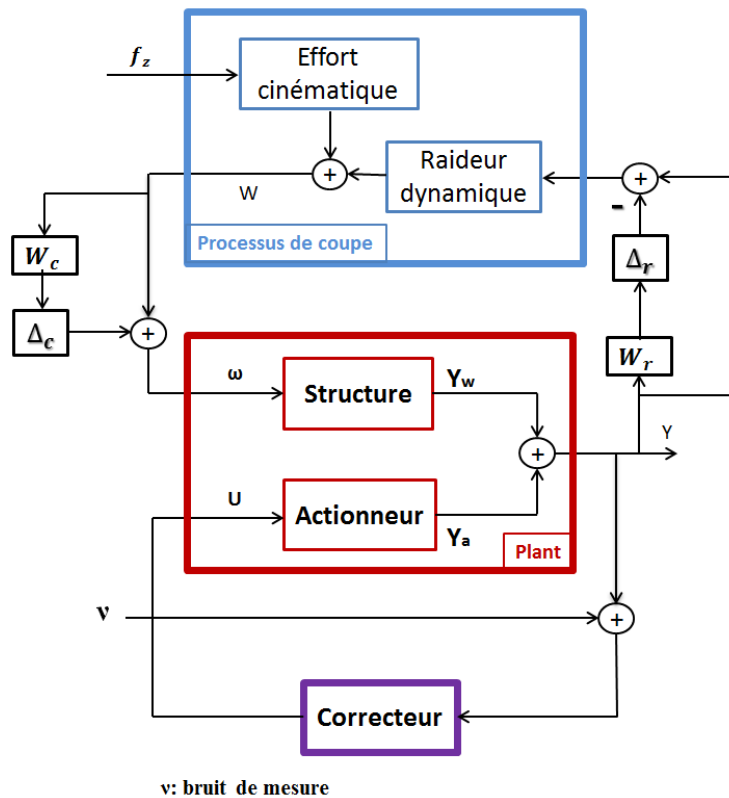 f_z
Effort
cinématique
Raideur
dynamique
+
+
-
W
Processus de coupe
W_c
Δ_r
Δ_c
+
W_r
ω
Structure
Y_w
+
Y
U
Actionneur
Y_a
Plant
ν
+
Correcteur
ν: bruit de mesure